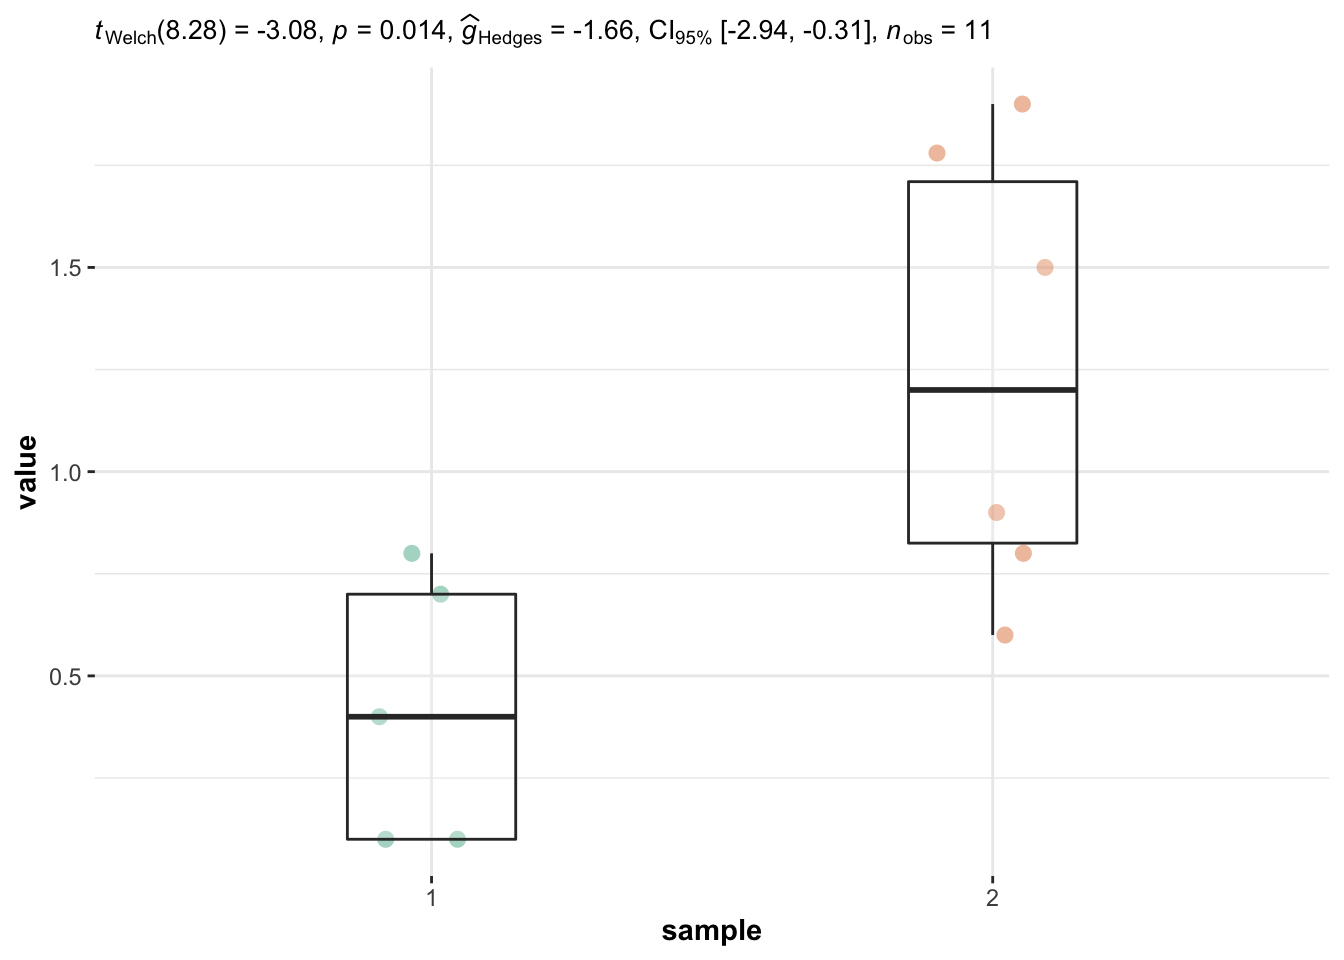 tWelch(8.28) = -3.08, p = 0.014, ĝHedges = -1.66, CI95% [-2.94, -0.31], nobs = 11
1.5
1.0
0.5
value
1 2
sample